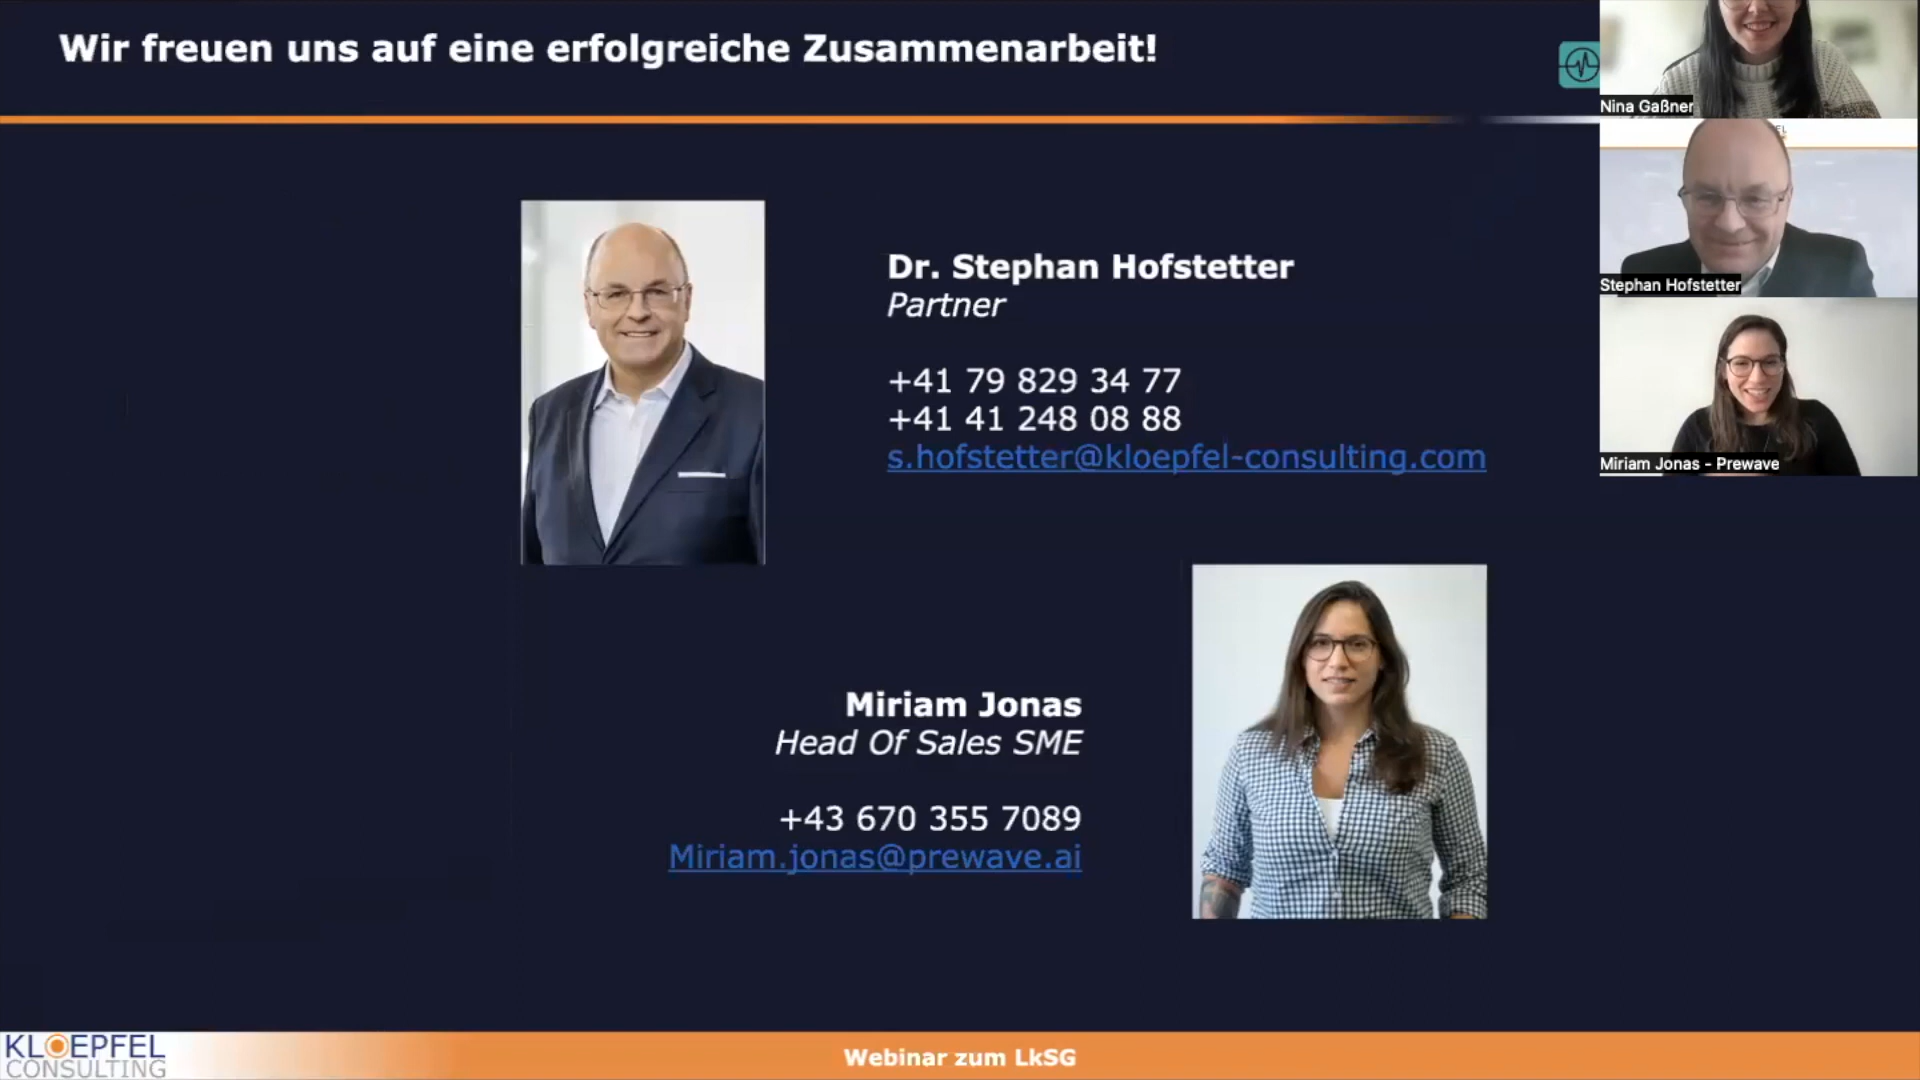 Wir freuen uns auf eine erfolgreiche Zusammenarbeit!
Nina Gaßner
Stephan Hofstetter
Miriam Jonas - Prewave
Dr. Stephan Hofstetter
Partner
+41 79 829 34 77
+41 41 248 08 88
s.hofstetter@kloepfel-consulting.com
Miriam Jonas
Head Of Sales SME
+43 670 355 7089
Miriam.jonas@prewave.ai
KLOEPFEL
CONSULTING
Webinar zum LkSG